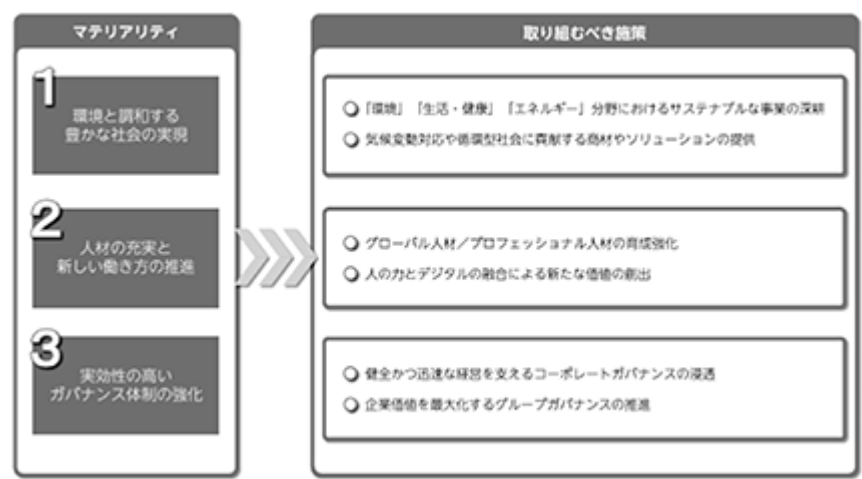 マテリアリティ
1
環境と調和する
豊かな社会の実現
2
人材の充実と
新しい働き方の推進
3
実効性の高い
ガバナンス体制の強化
取り組むべき施策
「環境」「生活・健康」「エネルギー」分野におけるサステナブルな事業の深耕
気候変動対応や循環型社会に貢献する商材やソリューションの提供
グローバル人材／プロフェッショナル人材の育成強化
人の力とデジタルの融合による新たな価値の創出
健全かつ迅速な経営を支えるコーポレートガバナンスの浸透
企業価値を最大化するグループガバナンスの推進